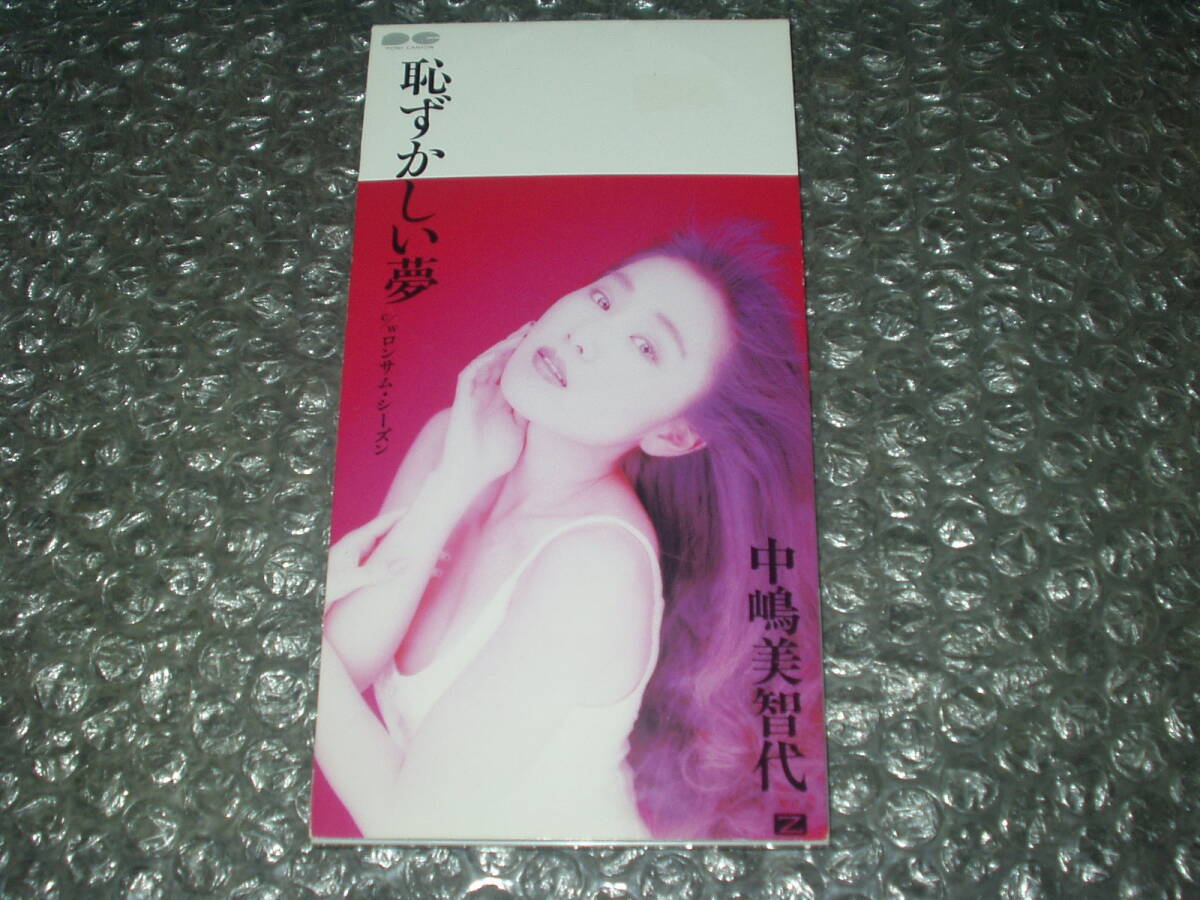 PONY CANYON
恥ずかしい夢
c/wロンサム・シーズン
中嶋美智代
Z